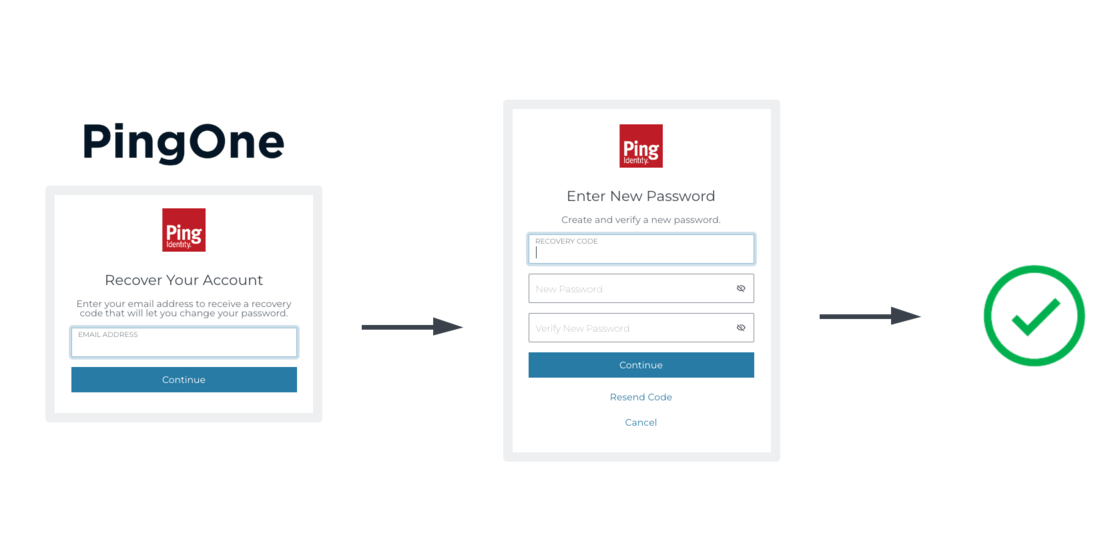 PingOne
Ping
Identity.
Recover Your Account
Enter your email address to receive a recovery
code that will let you change your password.
EMAIL ADDRESS
Continue
Ping
Identity.
Enter New Password
Create and verify a new password.
RECOVERY CODE
New Password
Verify New Password
Continue
Resend Code
Cancel